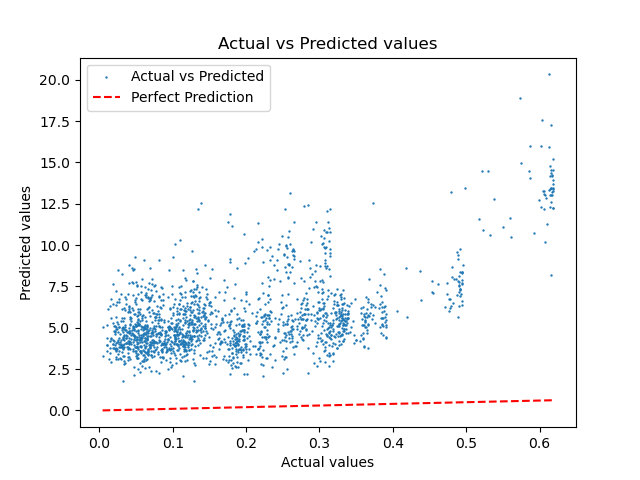 Actual vs Predicted values
Actual vs Predicted
Perfect Prediction
20.0
17.5
15.0
12.5
10.0
7.5
5.0
2.5
0.0
Predicted values
0.0 0.1 0.2 0.3 0.4 0.5 0.6
Actual values